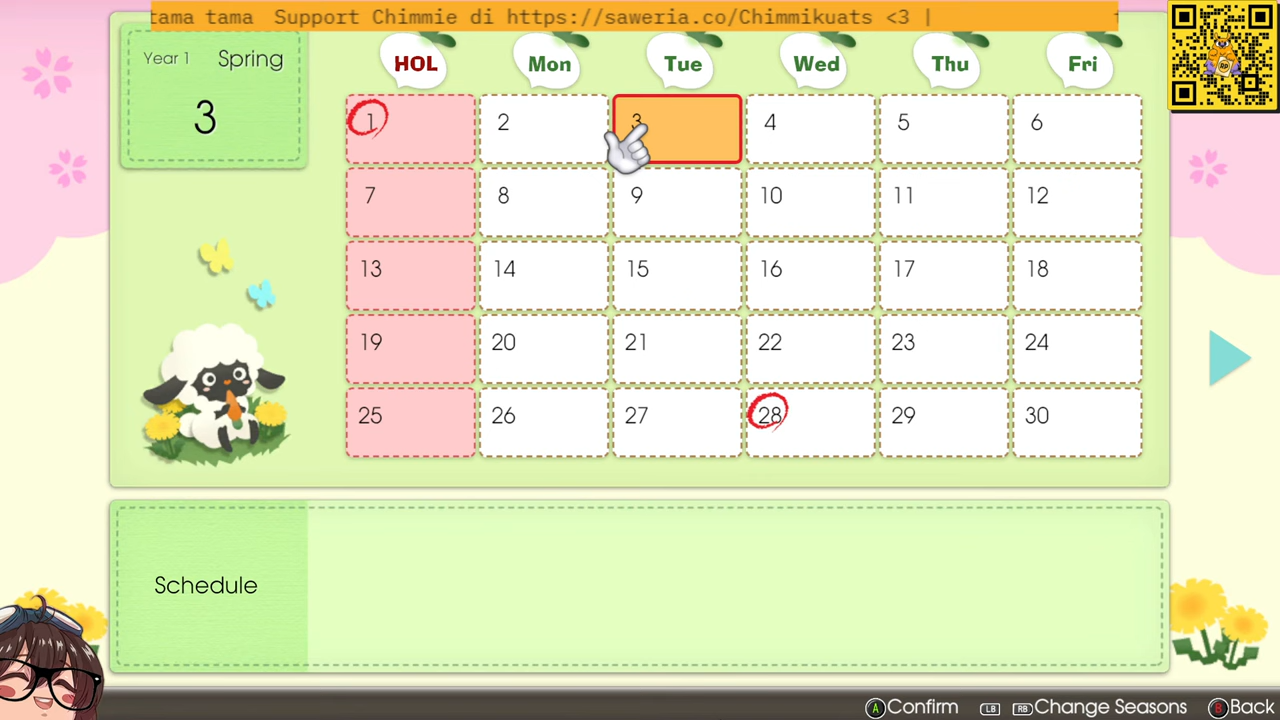 tama tama  Support Chimmie di https://saweria.co/Chimmikuats <3 |
Year 1 Spring
3
HOL Mon Tue Wed Thu Fri
1 2 3 4 5 6
7 8 9 10 11 12
13 14 15 16 17 18
19 20 21 22 23 24
25 26 27 28 29 30
Schedule
A Confirm LB RB Change Seasons B Back